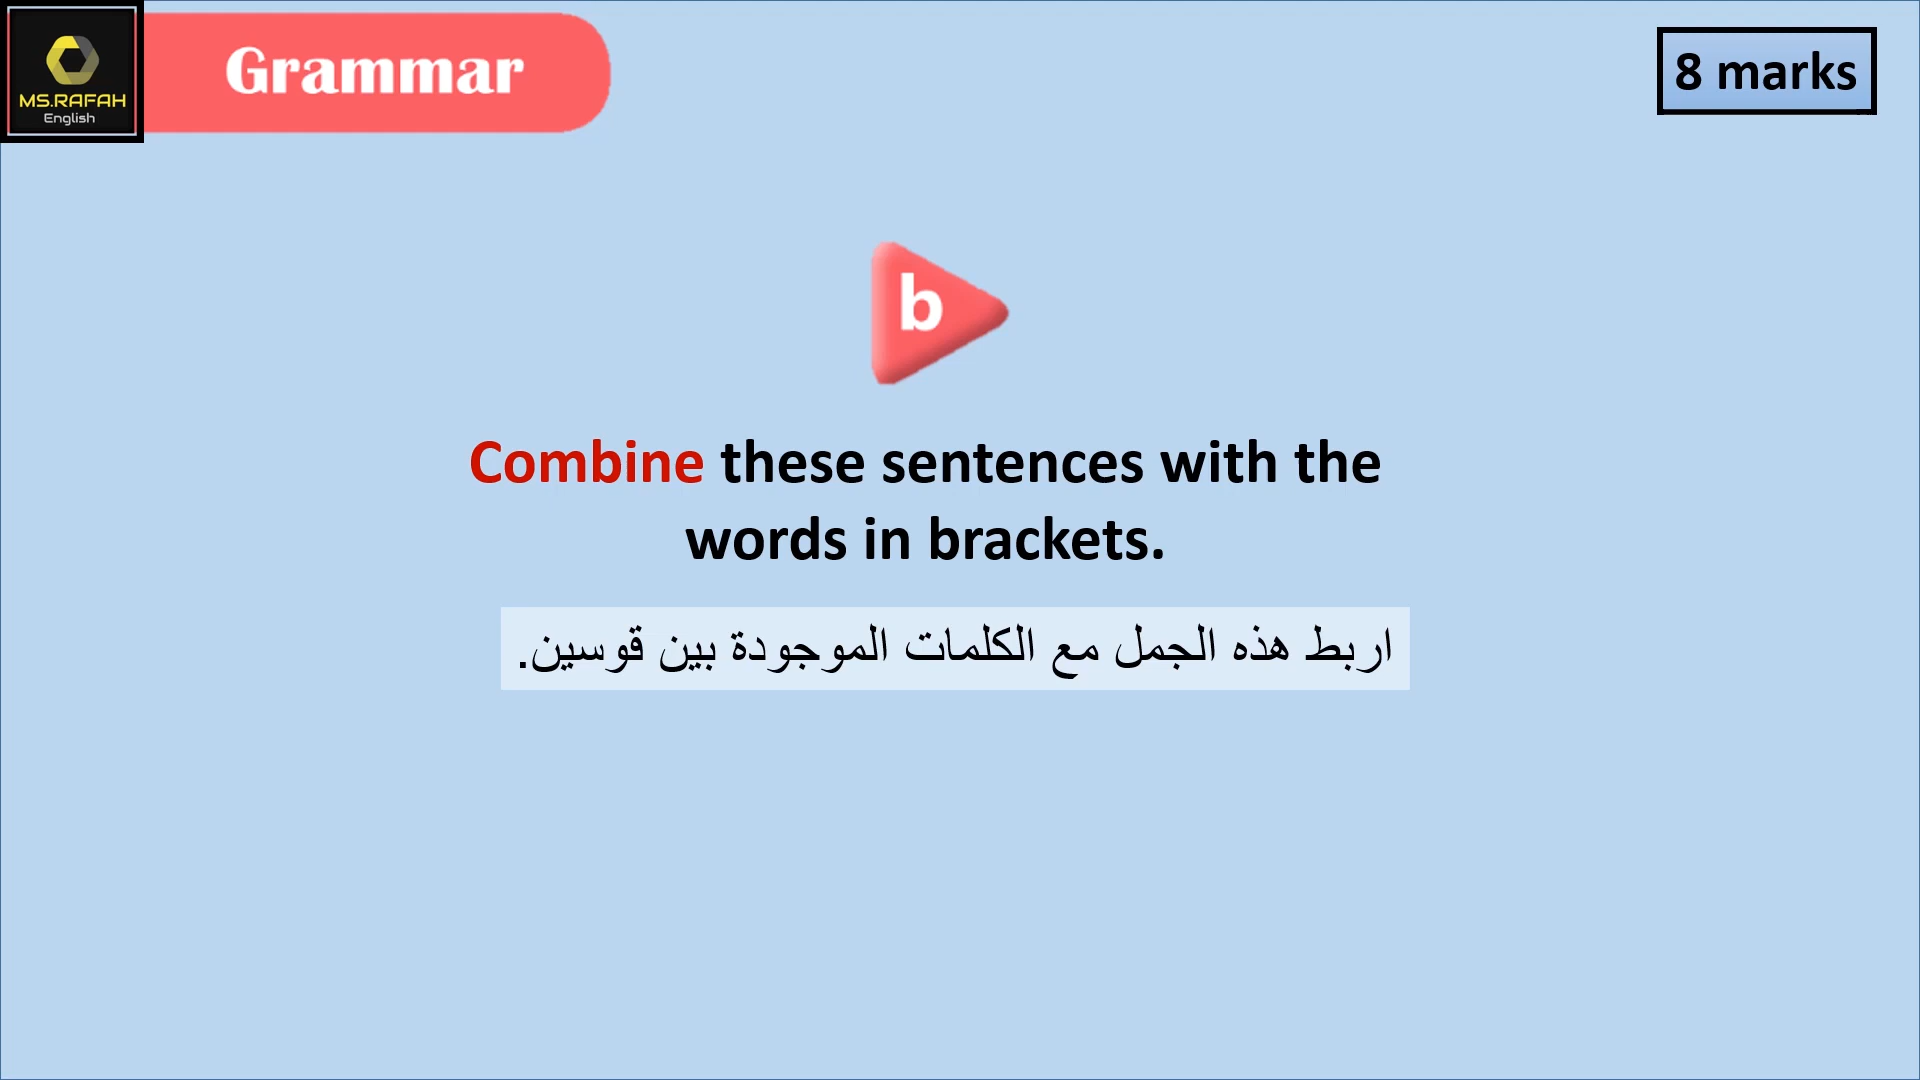 MS.RAFAH
English
Grammar
8 marks
b
Combine these sentences with the
words in brackets.
اربط هذه الجمل مع الكلمات الموجودة بين قوسين.